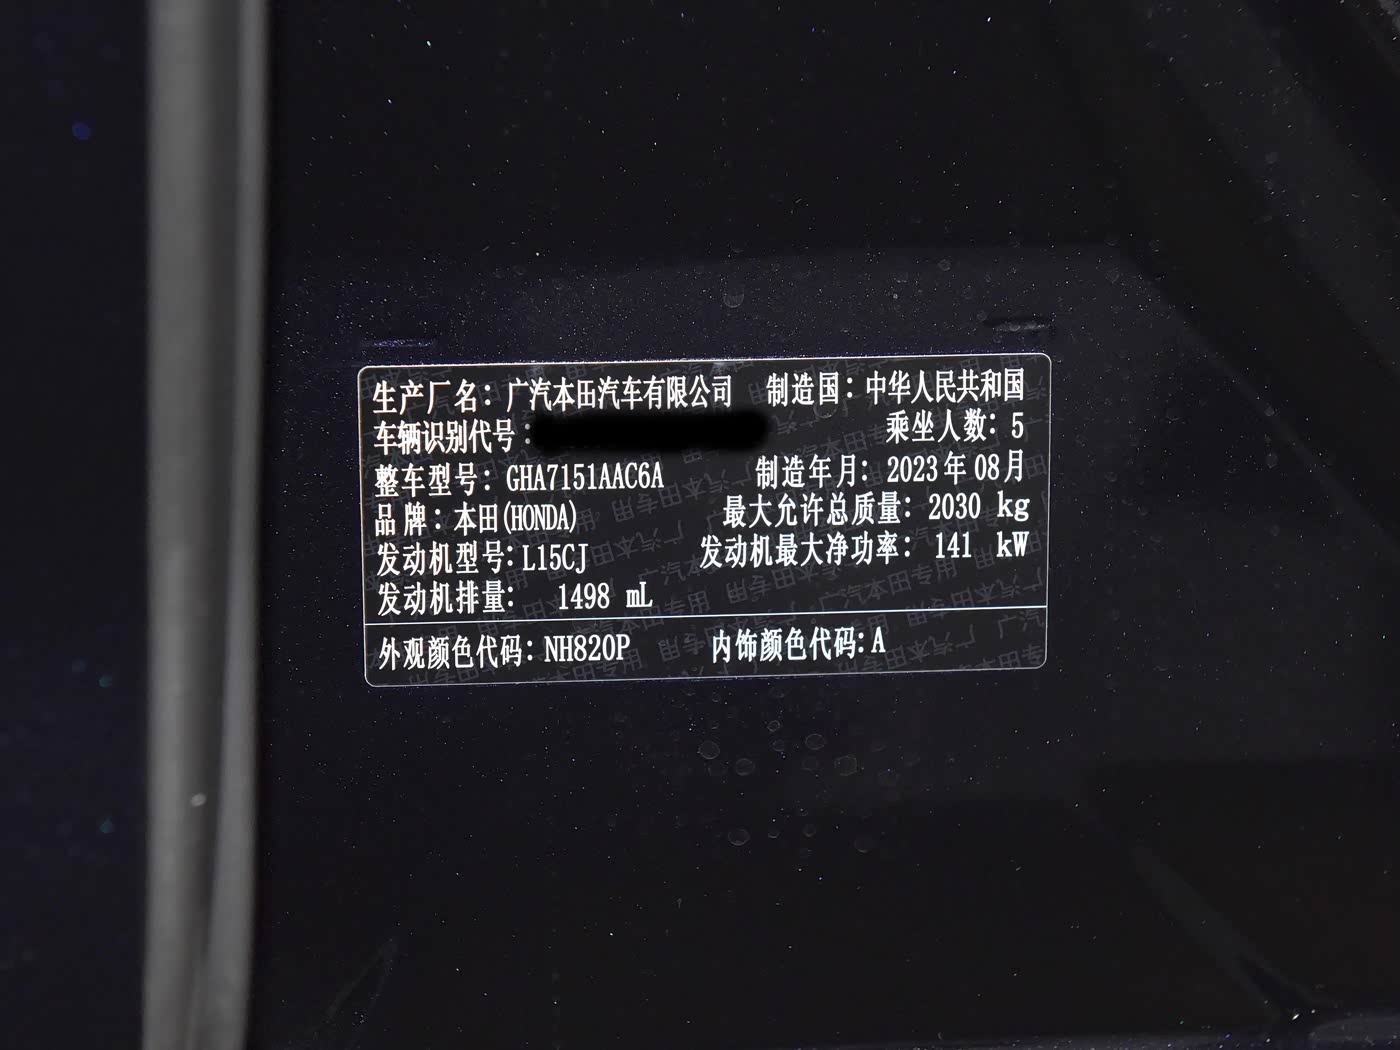 生产厂名：广汽本田汽车有限公司 制造国：中华人民共和国
车辆识别代号： 乘坐人数：5
整车型号：GHA7151AAC6A 制造年月：2023年08月
品牌：本田(HONDA) 最大允许总质量：2030 kg
发动机型号：L15CJ 发动机最大净功率：141 kW
发动机排量： 1498 mL
外观颜色代码：NH820P 内饰颜色代码：A